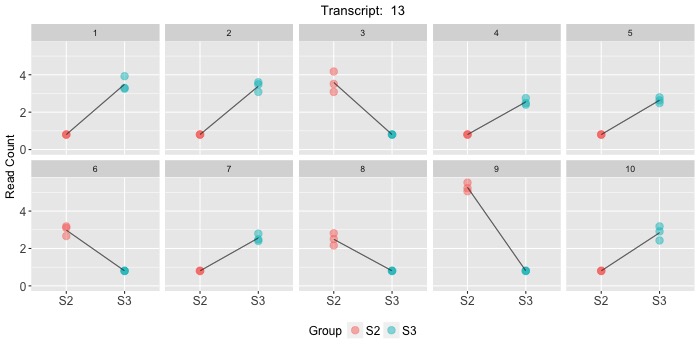 Transcript:  13
1 2 3 4 5
4
2
0
Read Count
6 7 8 9 10
4
2
0
S2 S3 S2 S3 S2 S3 S2 S3 S2 S3
Group S2 S3